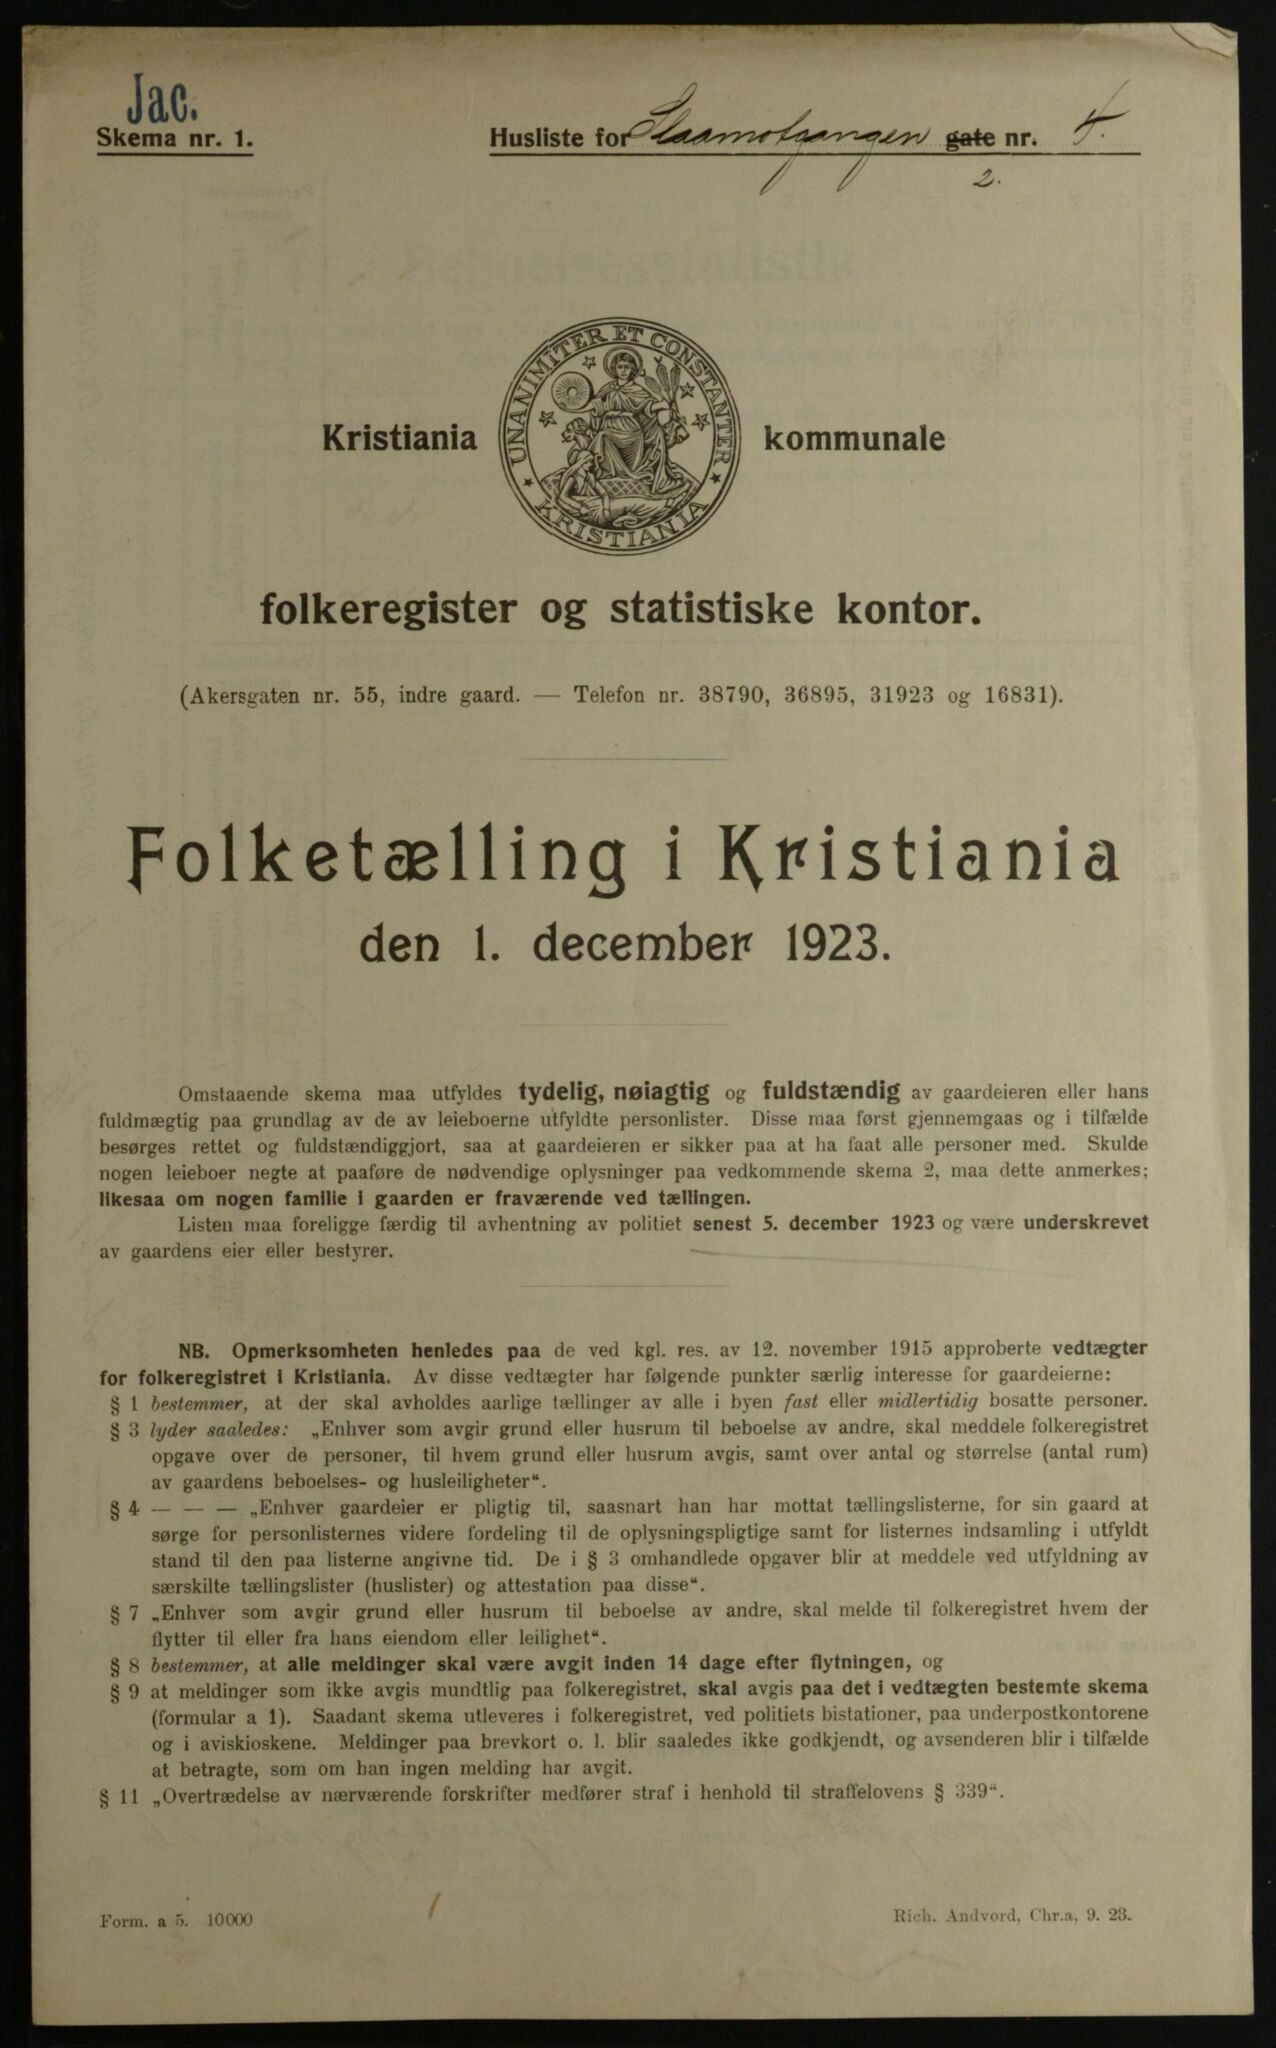 Jac.
Skema nr. 1.
Husliste for Slaamotgangen gate nr. 4.
2.
UNANIMITER ET CONSTANTER
KRISTIANIA
Kristiania kommunale
folkeregister og statistiske kontor.
(Akersgaten nr. 55, indre gaard. — Telefon nr. 38790, 36895, 31923 og 16831).
Folketælling i Kristiania
den 1. december 1923.
Omstaaende skema maa utfyldes tydelig, nøiagtig og fuldstændig av gaardeieren eller hans
fuldmægtig paa grundlag av de av leieboerne utfyldte personlister. Disse maa først gjennemgaas og i tilfælde
besørges rettet og fuldstændiggjort, saa at gaardeieren er sikker paa at ha faat alle personer med. Skulde
nogen leieboer negte at paaføre de nødvendige oplysninger paa vedkommende skema 2, maa dette anmerkes;
likesaa om nogen familie i gaarden er fraværende ved tællingen.
Listen maa foreligge færdig til avhentning av politiet senest 5. december 1923 og være underskrevet
av gaardens eier eller bestyrer.
NB. Opmerksomheten henledes paa de ved kgl. res. av 12. november 1915 approberte vedtægter
for folkeregistret i Kristiania. Av disse vedtægter har følgende punkter særlig interesse for gaardeierne:
§ 1 bestemmer, at der skal avholdes aarlige tællinger av alle i byen fast eller midlertidig bosatte personer.
§ 3 lyder saaledes: „Enhver som avgir grund eller husrum til beboelse av andre, skal meddele folkeregistret
opgave over de personer, til hvem grund eller husrum avgis, samt over antal og størrelse (antal rum)
av gaardens beboelses- og husleiligheter“.
§ 4 — — — „Enhver gaardeier er pligtig til, saasnart han har mottat tællingslisterne, for sin gaard at
sørge for personlisternes videre fordeling til de oplysningspligtige samt for listernes indsamling i utfyldt
stand til den paa listerne angivne tid. De i § 3 omhandlede opgaver blir at meddele ved utfyldning av
særskilte tællingslister (huslister) og attestation paa disse“.
§ 7 „Enhver som avgir grund eller husrum til beboelse av andre, skal melde til folkeregistret hvem der
flytter til eller fra hans eiendom eller leilighet“.
§ 8 bestemmer, at alle meldinger skal være avgit inden 14 dage efter flytningen, og
§ 9 at meldinger som ikke avgis mundtlig paa folkeregistret, skal avgis paa det i vedtægten bestemte skema
(formular a 1). Saadant skema utleveres i folkeregistret, ved politiets bistationer, paa underpostkontorene
og i aviskioskene. Meldinger paa brevkort o. l. blir saaledes ikke godkjendt, og avsenderen blir i tilfælde
at betragte, som om han ingen melding har avgit.
§ 11 „Overtrædelse av nærværende forskrifter medfører straf i henhold til straffelovens § 339“.
1
Form. a 5. 10000
Rich. Andvord, Chr.a, 9. 23.